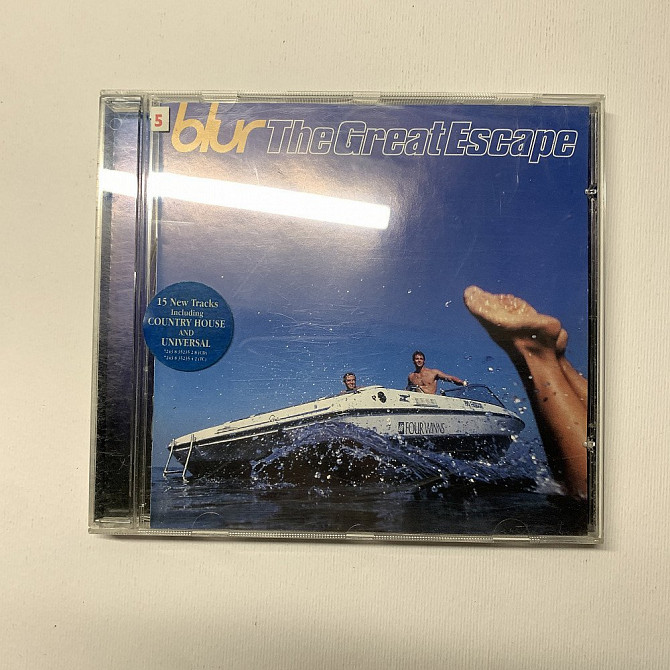 5
blur The Great Escape
15 New Tracks
Including
COUNTRY HOUSE
AND
UNIVERSAL
FOUR WINNS